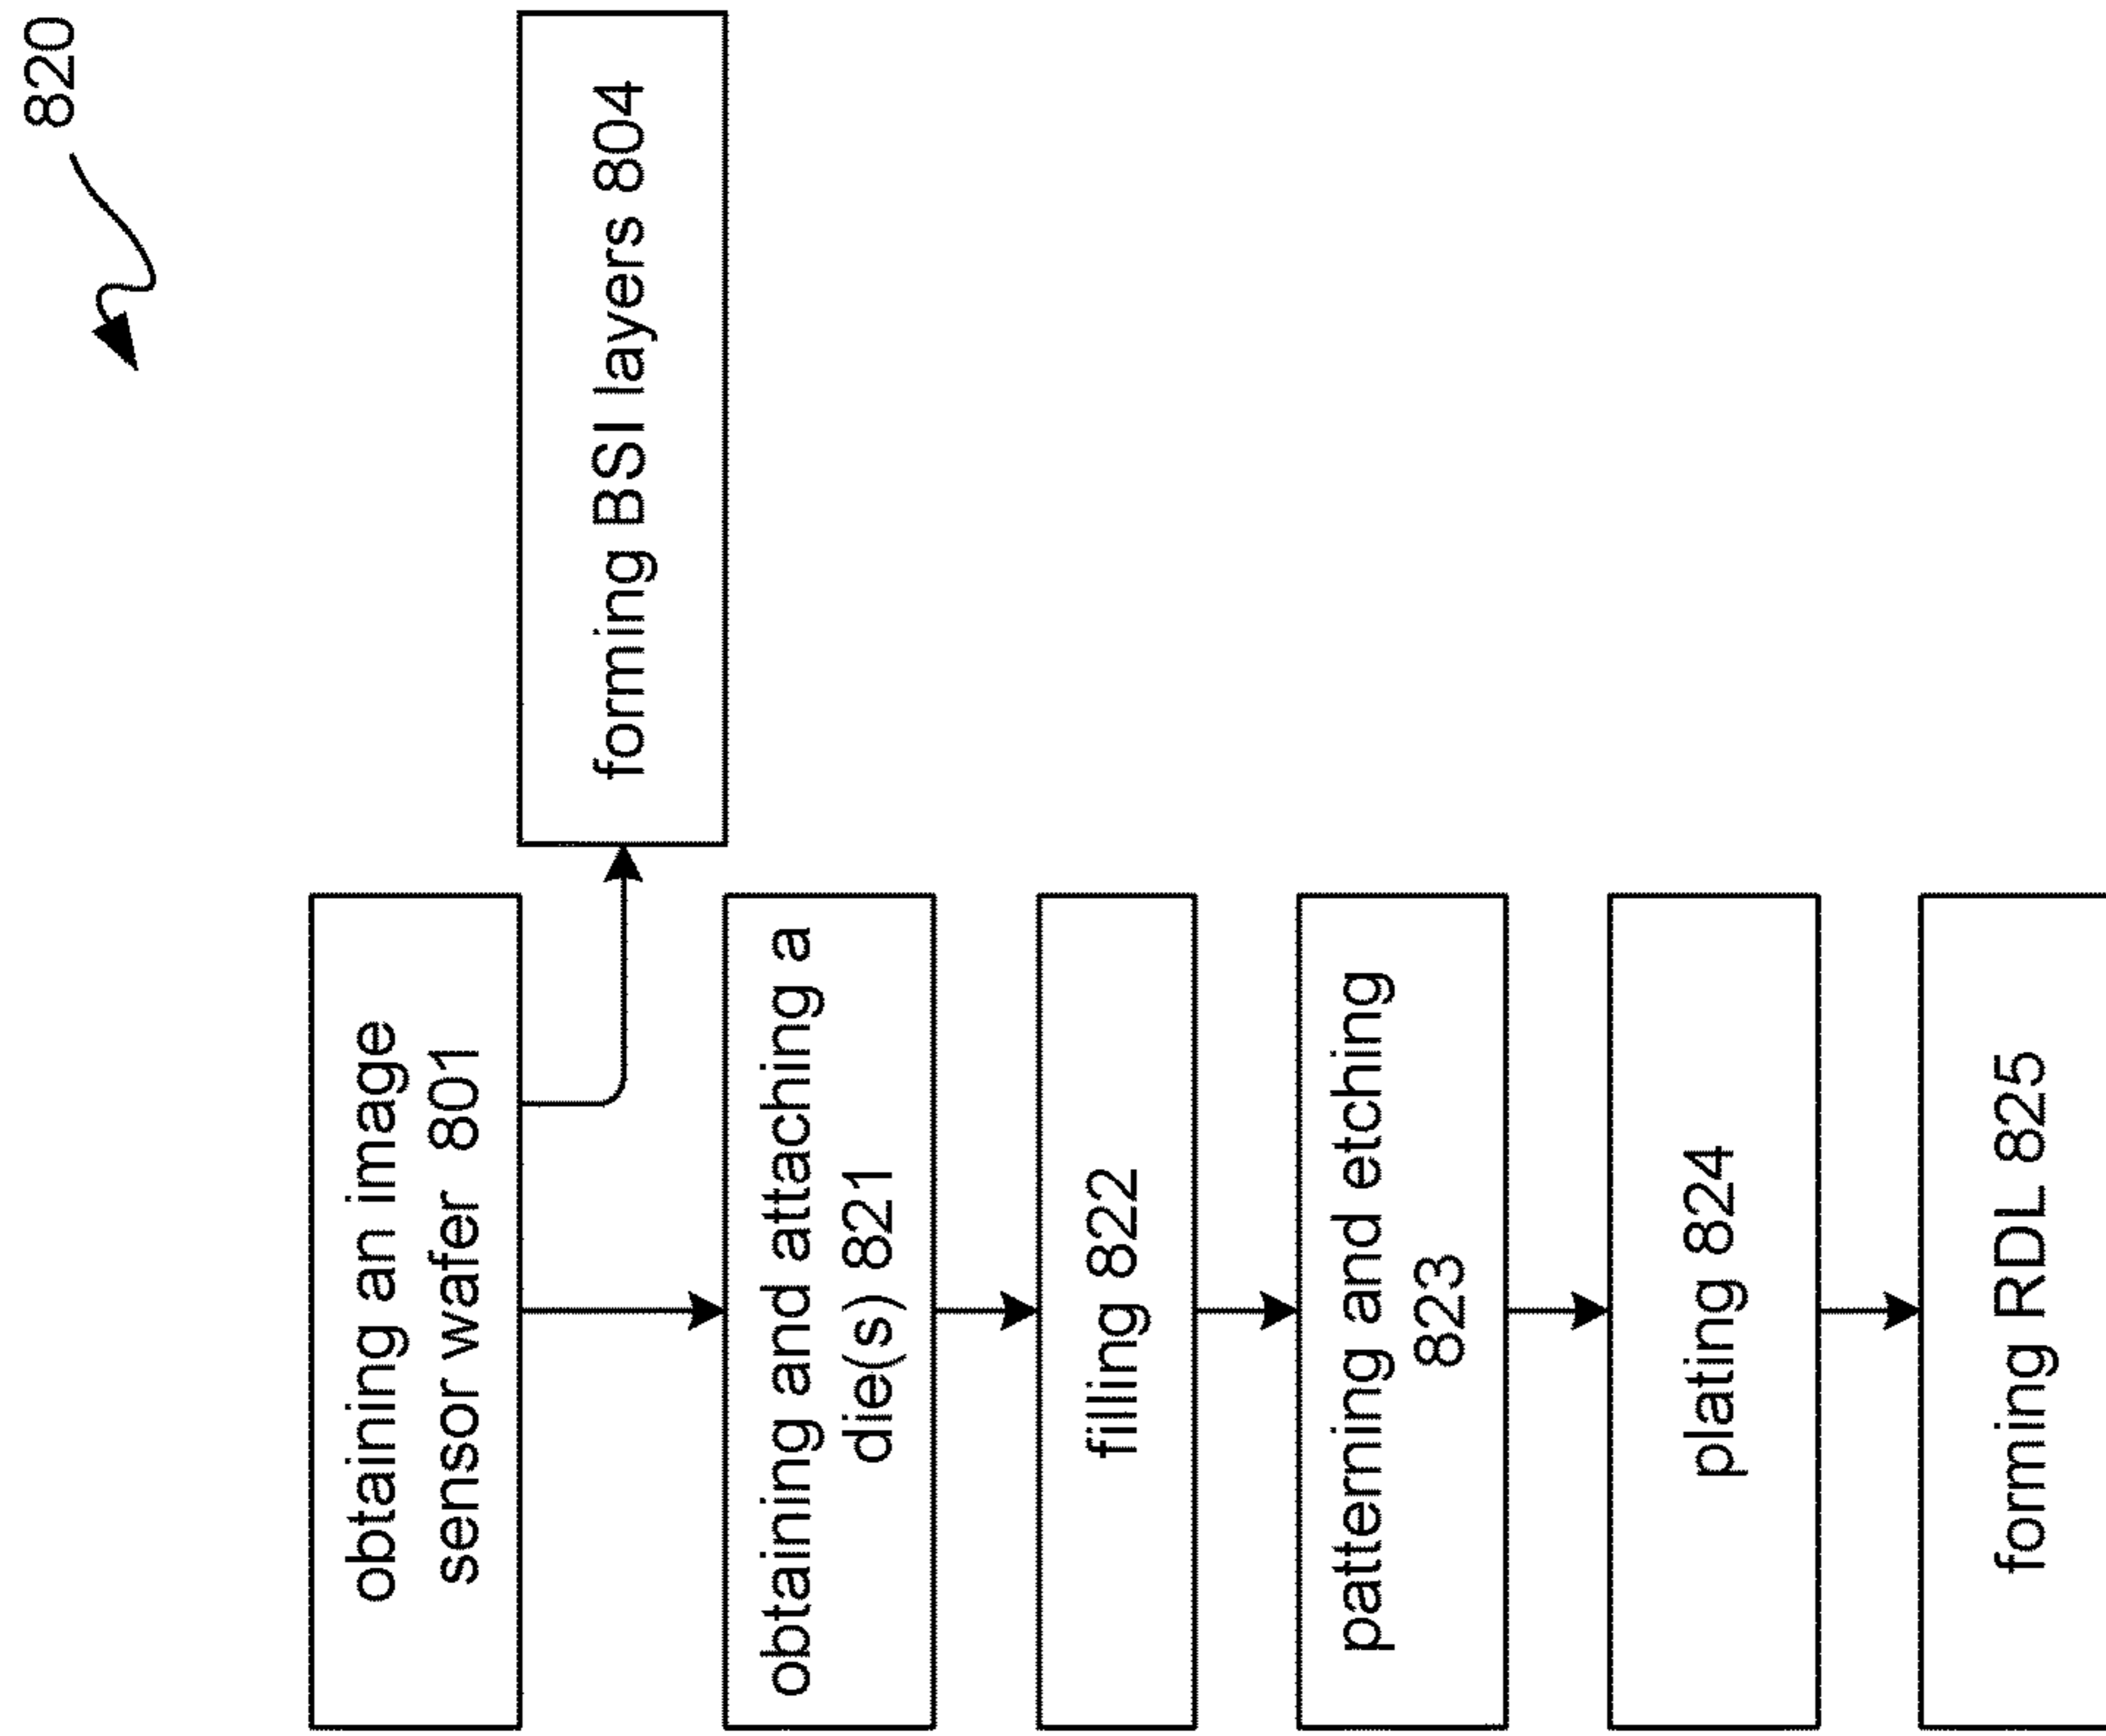 820
obtaining an image
sensor wafer 801
forming BSI layers 804
obtaining and attaching a
die(s) 821
filling 822
patterning and etching
823
plating 824
forming RDL 825